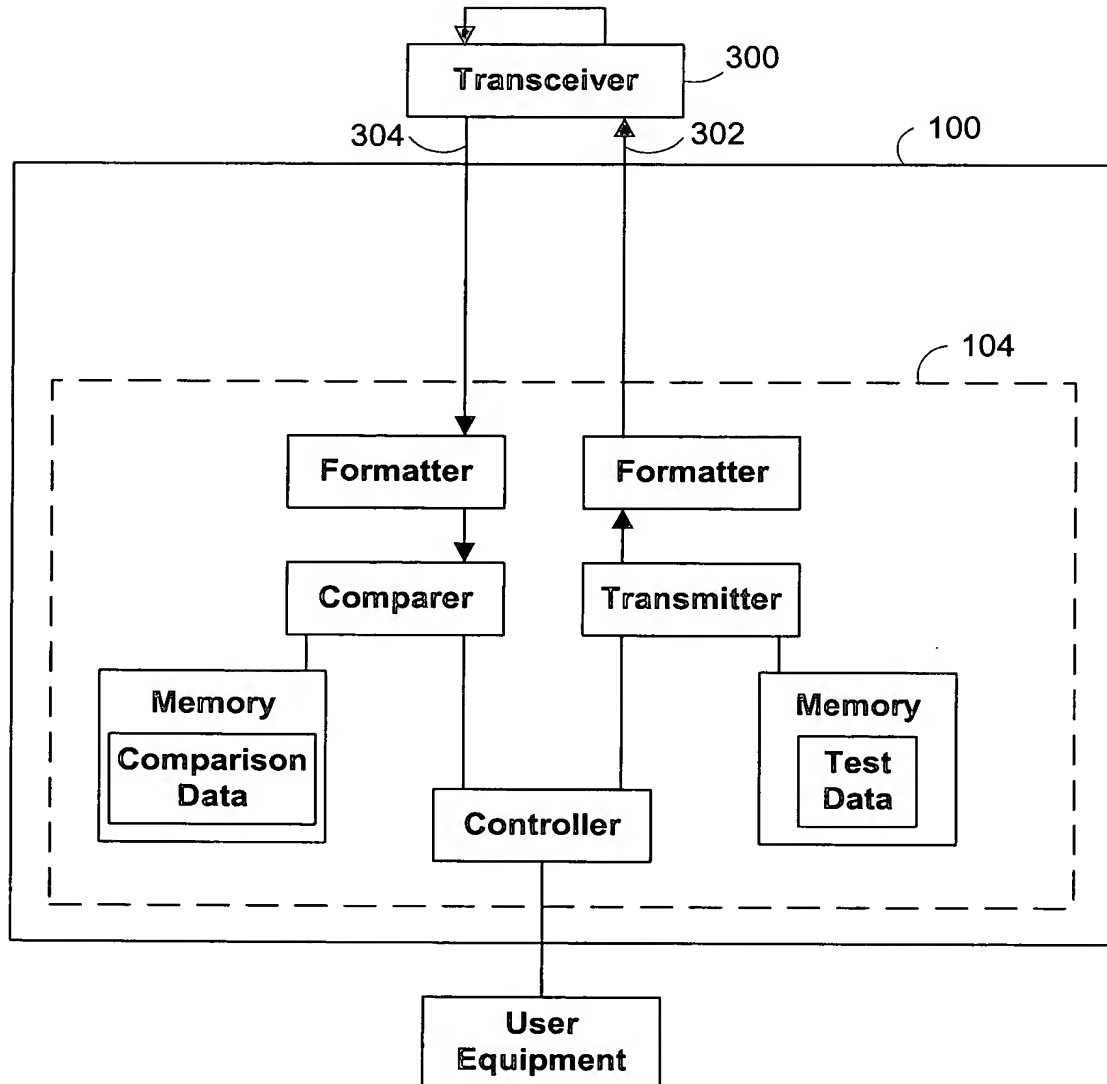 Transceiver
300
304
302
100
104
Formatter
Formatter
Comparer
Transmitter
Memory
Comparison
Data
Memory
Test
Data
Controller
User
Equipment